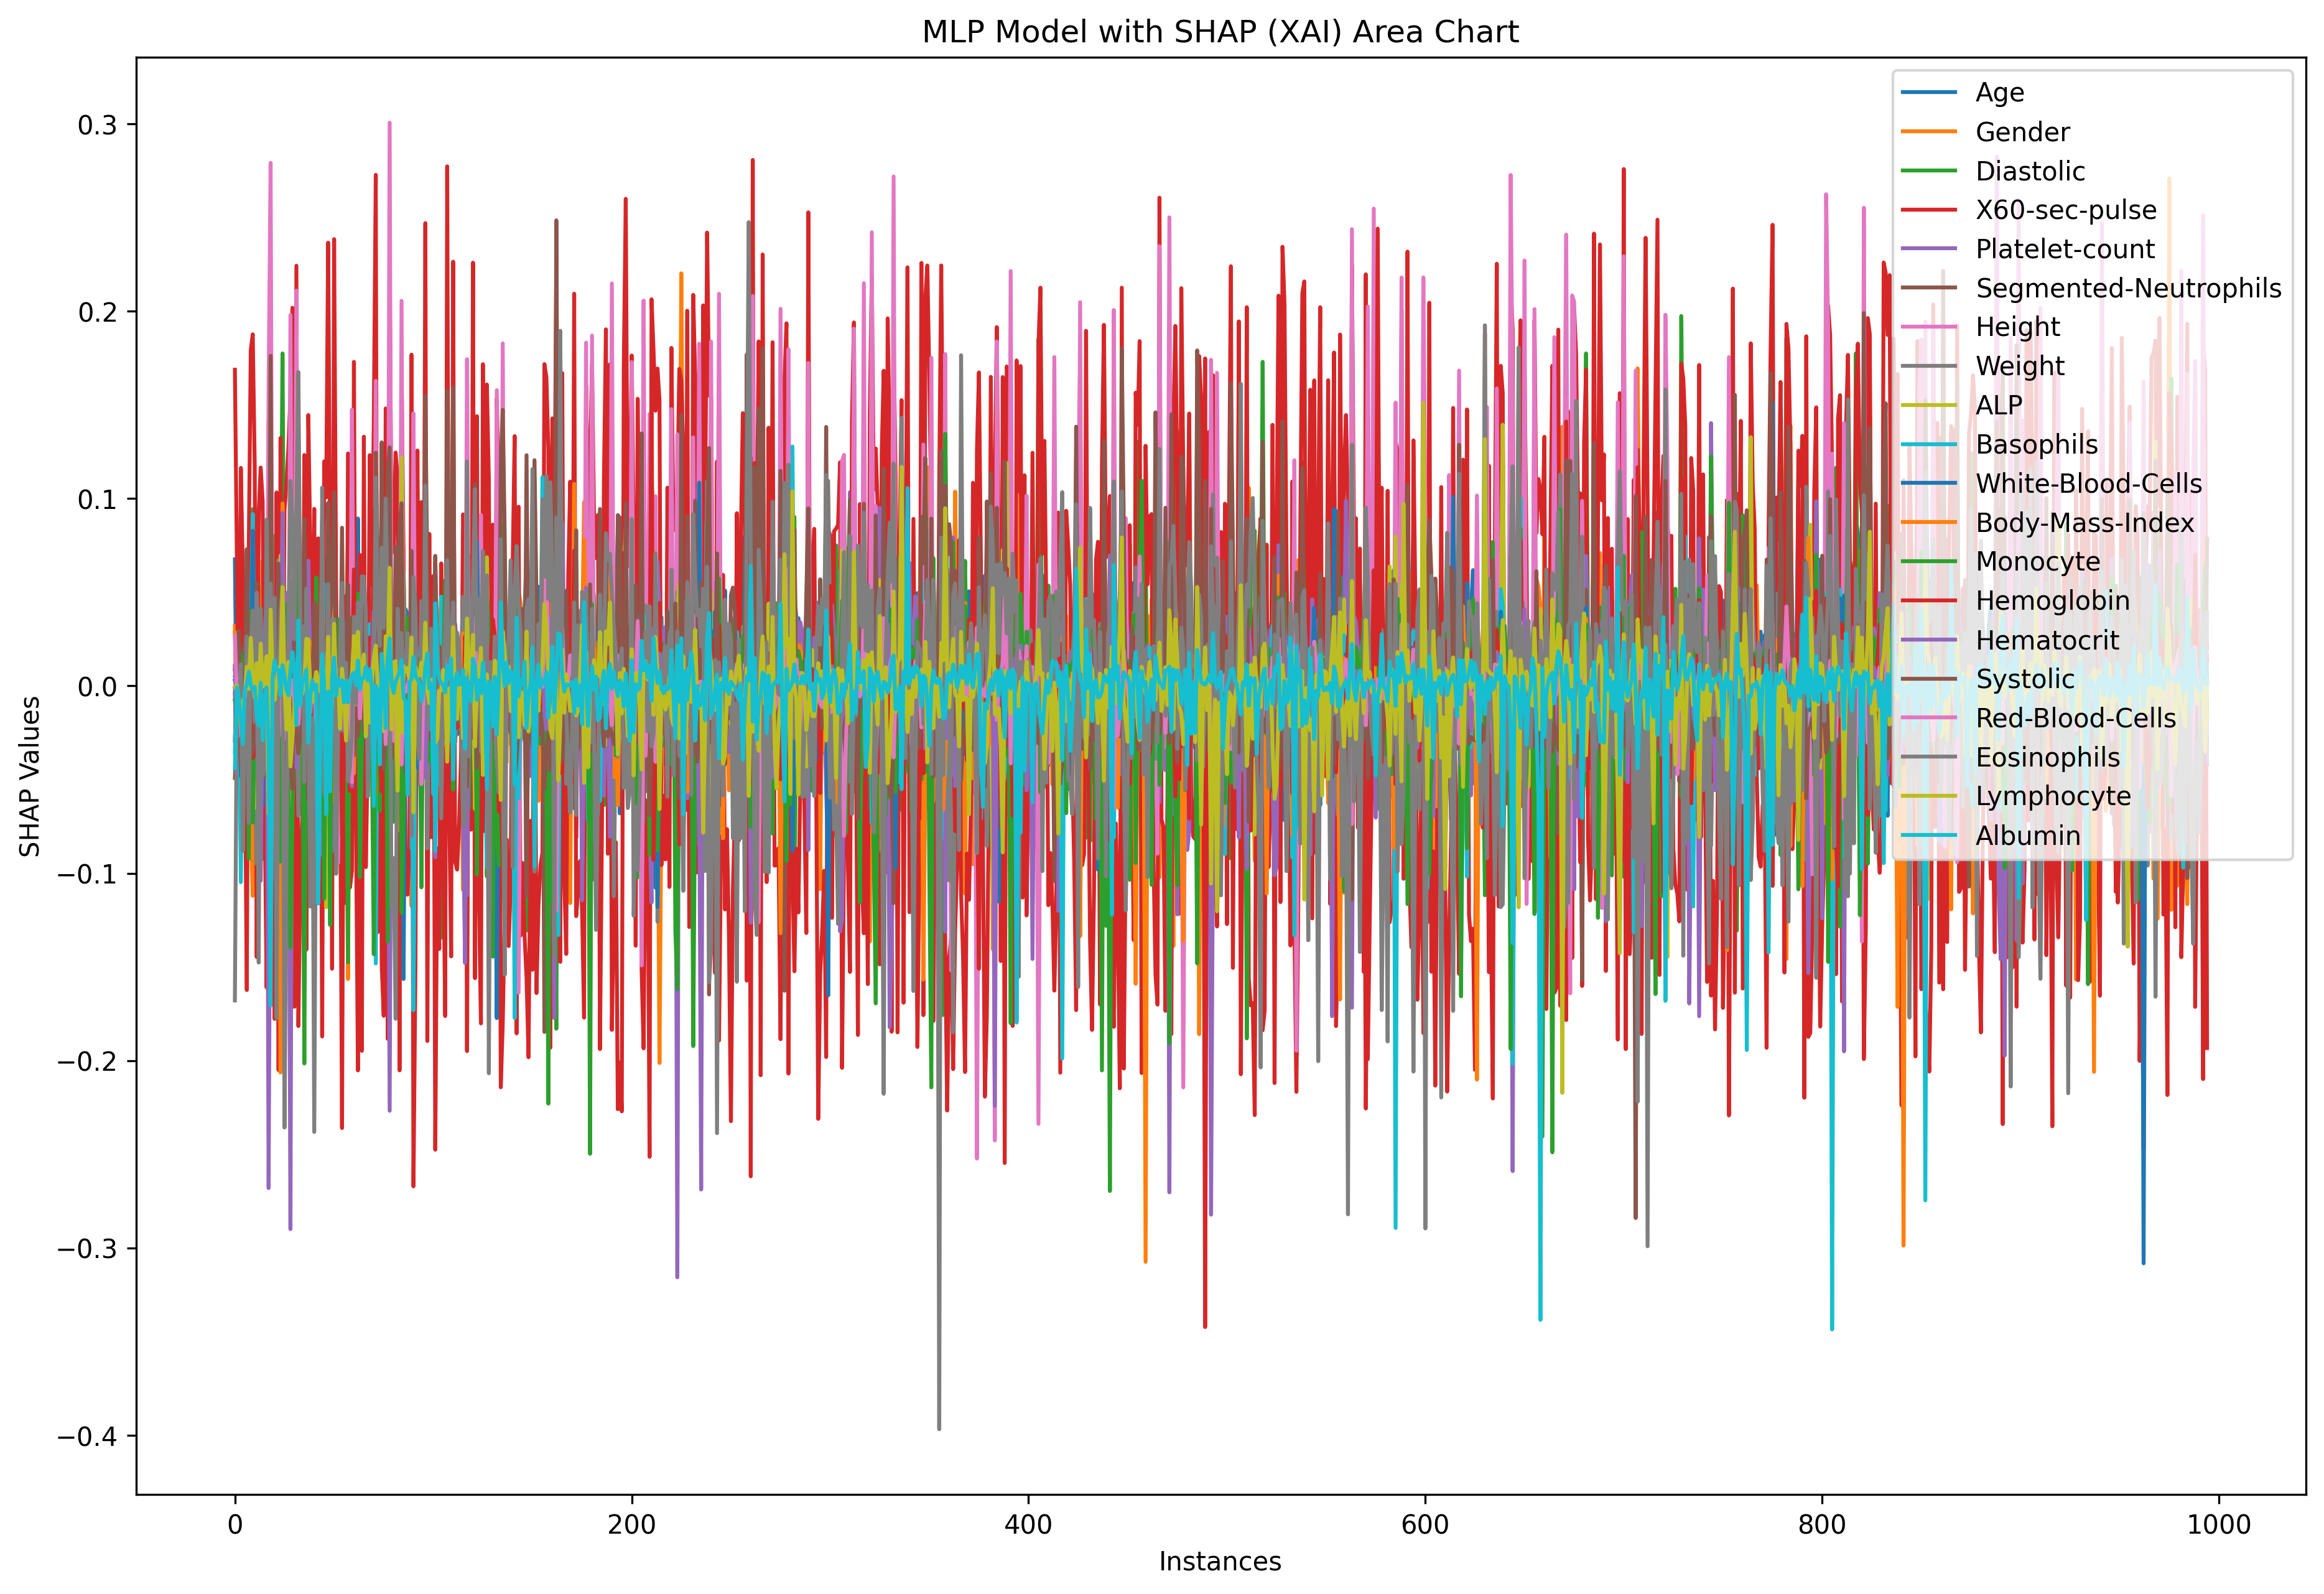 MLP Model with SHAP (XAI) Area Chart
SHAP Values
0.3
0.2
0.1
0.0
−0.1
−0.2
−0.3
−0.4
Age
Gender
Diastolic
X60-sec-pulse
Platelet-count
Segmented-Neutrophils
Height
Weight
ALP
Basophils
White-Blood-Cells
Body-Mass-Index
Monocyte
Hemoglobin
Hematocrit
Systolic
Red-Blood-Cells
Eosinophils
Lymphocyte
Albumin
0 200 400 600 800 1000
Instances